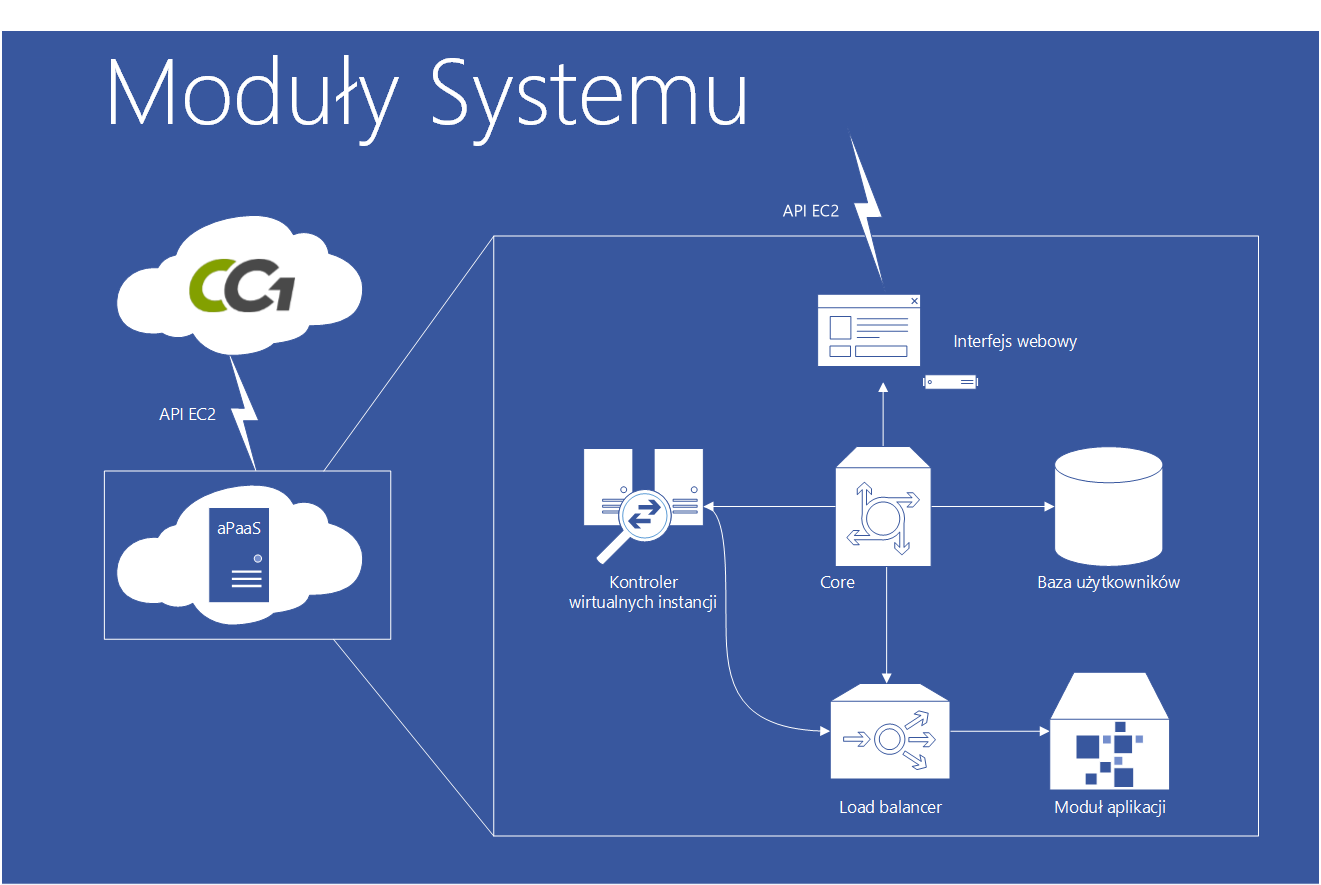 Moduły Systemu
API EC2
CC1
API EC2
Interfejs webowy
aPaaS
Kontroler
wirtualnych instancji
Core
Baza użytkowników
Load balancer
Moduł aplikacji